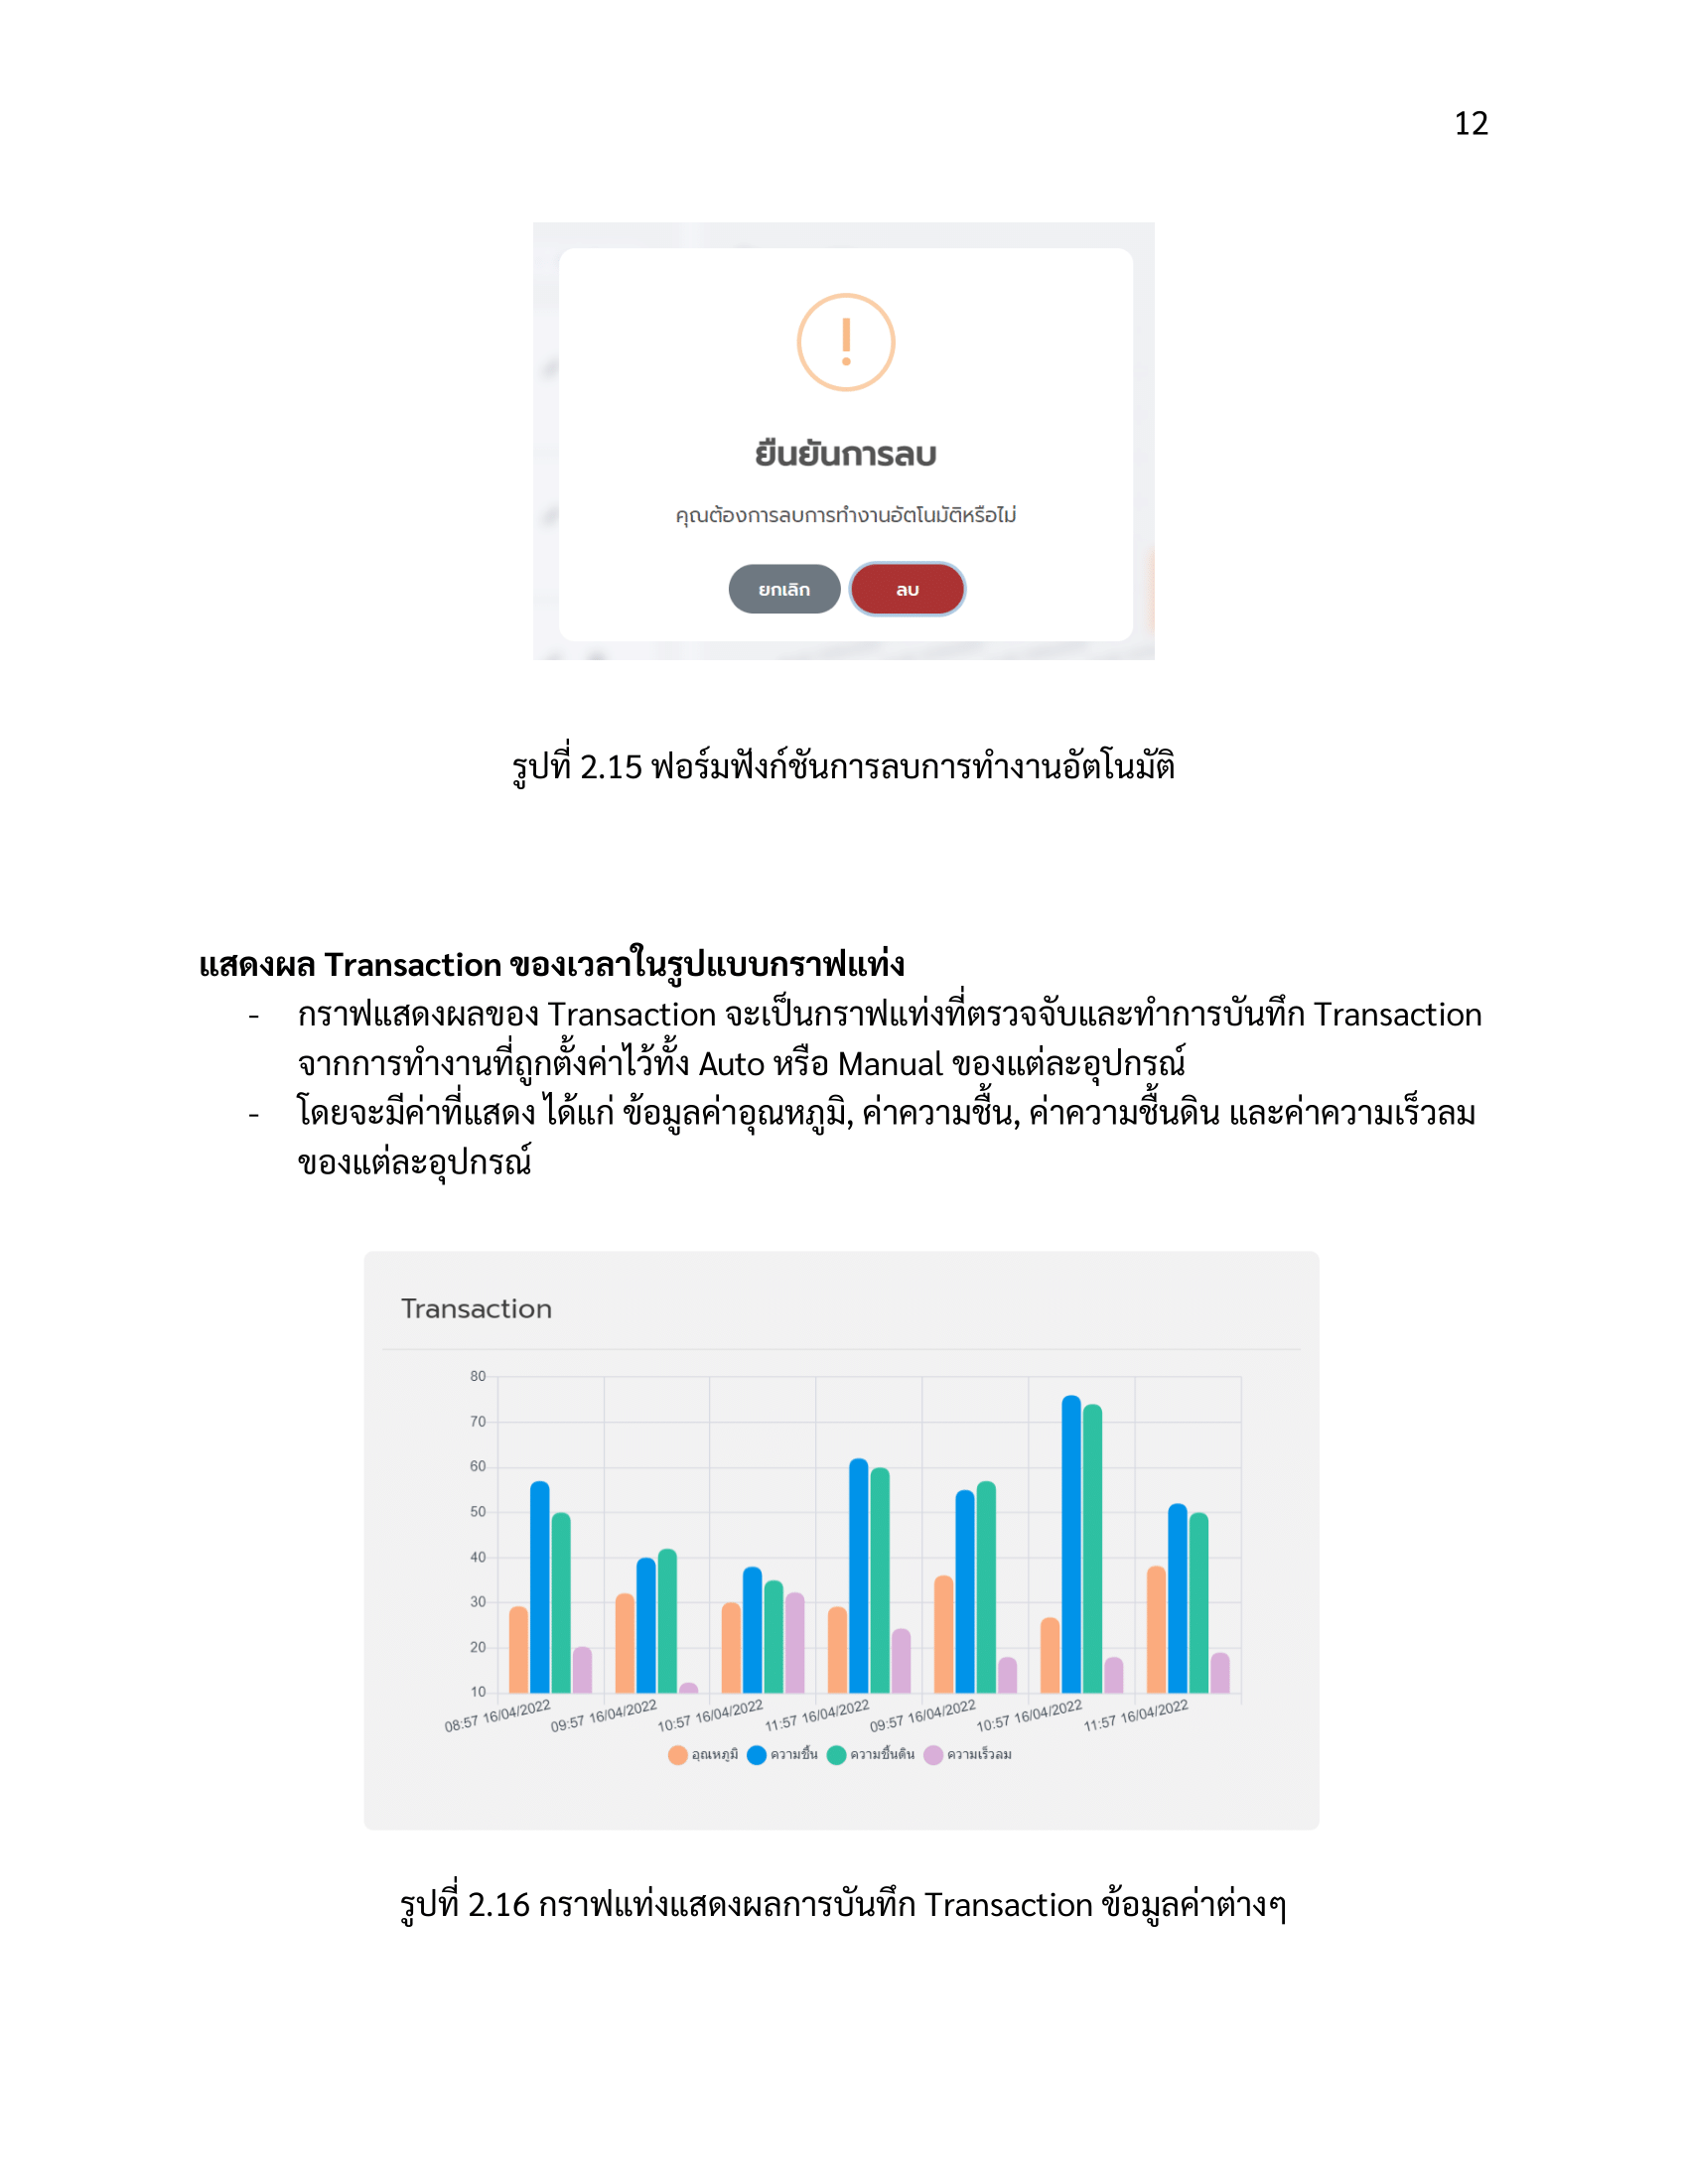 12
ยืนยันการลบ
คุณต้องการลบการทำงานอัตโนมัติหรือไม่
ยกเลิก ลบ
รูปที่ 2.15 ฟอร์มฟังก์ชันการลบการทำงานอัตโนมัติ
แสดงผล Transaction ของเวลาในรูปแบบกราฟแท่ง
- กราฟแสดงผลของ Transaction จะเป็นกราฟแท่งที่ตรวจจับและทำการบันทึก Transaction
จากการทำงานที่ถูกตั้งค่าไว้ทั้ง Auto หรือ Manual ของแต่ละอุปกรณ์
- โดยจะมีค่าที่แสดง ได้แก่ ข้อมูลค่าอุณหภูมิ, ค่าความชื้น, ค่าความชื้นดิน และค่าความเร็วลม
ของแต่ละอุปกรณ์
Transaction
80
70
60
50
40
30
20
10
08:57 16/04/2022 09:57 16/04/2022 10:57 16/04/2022 11:57 16/04/2022 09:57 16/04/2022 10:57 16/04/2022 11:57 16/04/2022
อุณหภูมิ ความชื้น ความชื้นดิน ความเร็วลม
รูปที่ 2.16 กราฟแท่งแสดงผลการบันทึก Transaction ข้อมูลค่าต่างๆ